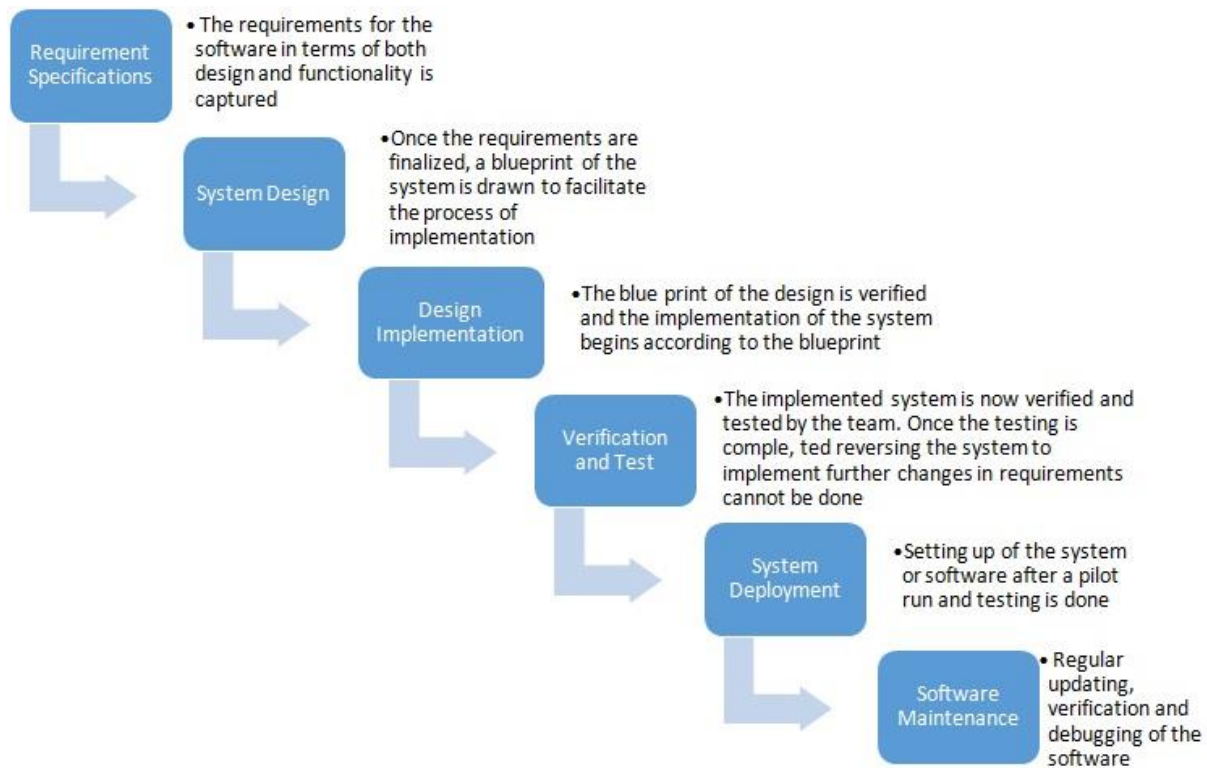 Requirement
Specifications
• The requirements for the
software in terms of both
design and functionality is
captured
System Design
•Once the requirements are
finalized, a blueprint of the
system is drawn to facilitate
the process of
implementation
Design
Implementation
•The blue print of the design is verified
and the implementation of the system
begins according to the blueprint
Verification
and Test
•The implemented system is now verified and
tested by the team. Once the testing is
comple, ted reversing the system to
implement further changes in requirements
cannot be done
System
Deployment
•Setting up of the system
or software after a pilot
run and testing is done
Software
Maintenance
• Regular
updating,
verification and
debugging of the
software